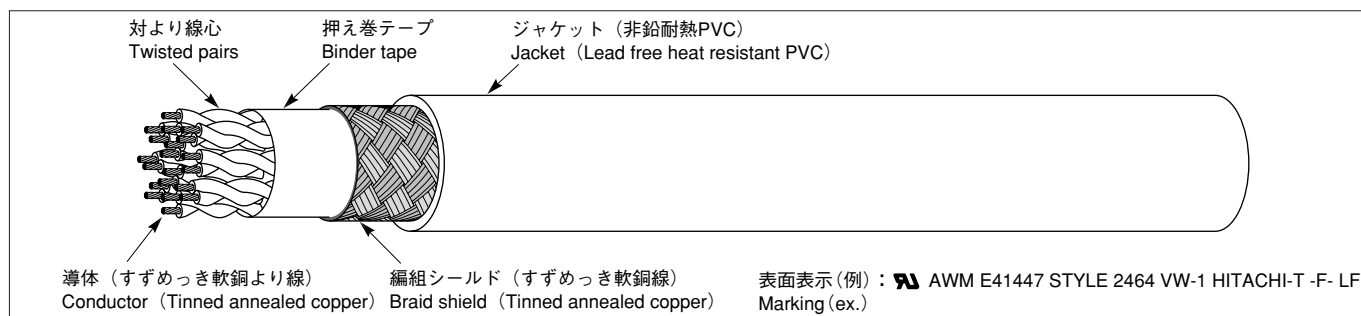 対より線心
Twisted pairs
押え巻テープ
Binder tape
ジャケット（非鉛耐熱PVC）
Jacket（Lead free heat resistant PVC）
導体（すずめっき軟銅より線）
Conductor（Tinned annealed copper）
編組シールド（すずめっき軟銅線）
Braid shield（Tinned annealed copper）
表面表示（例）： RU AWM E41447 STYLE 2464 VW-1 HITACHI-T -F- LF
Marking（ex.）